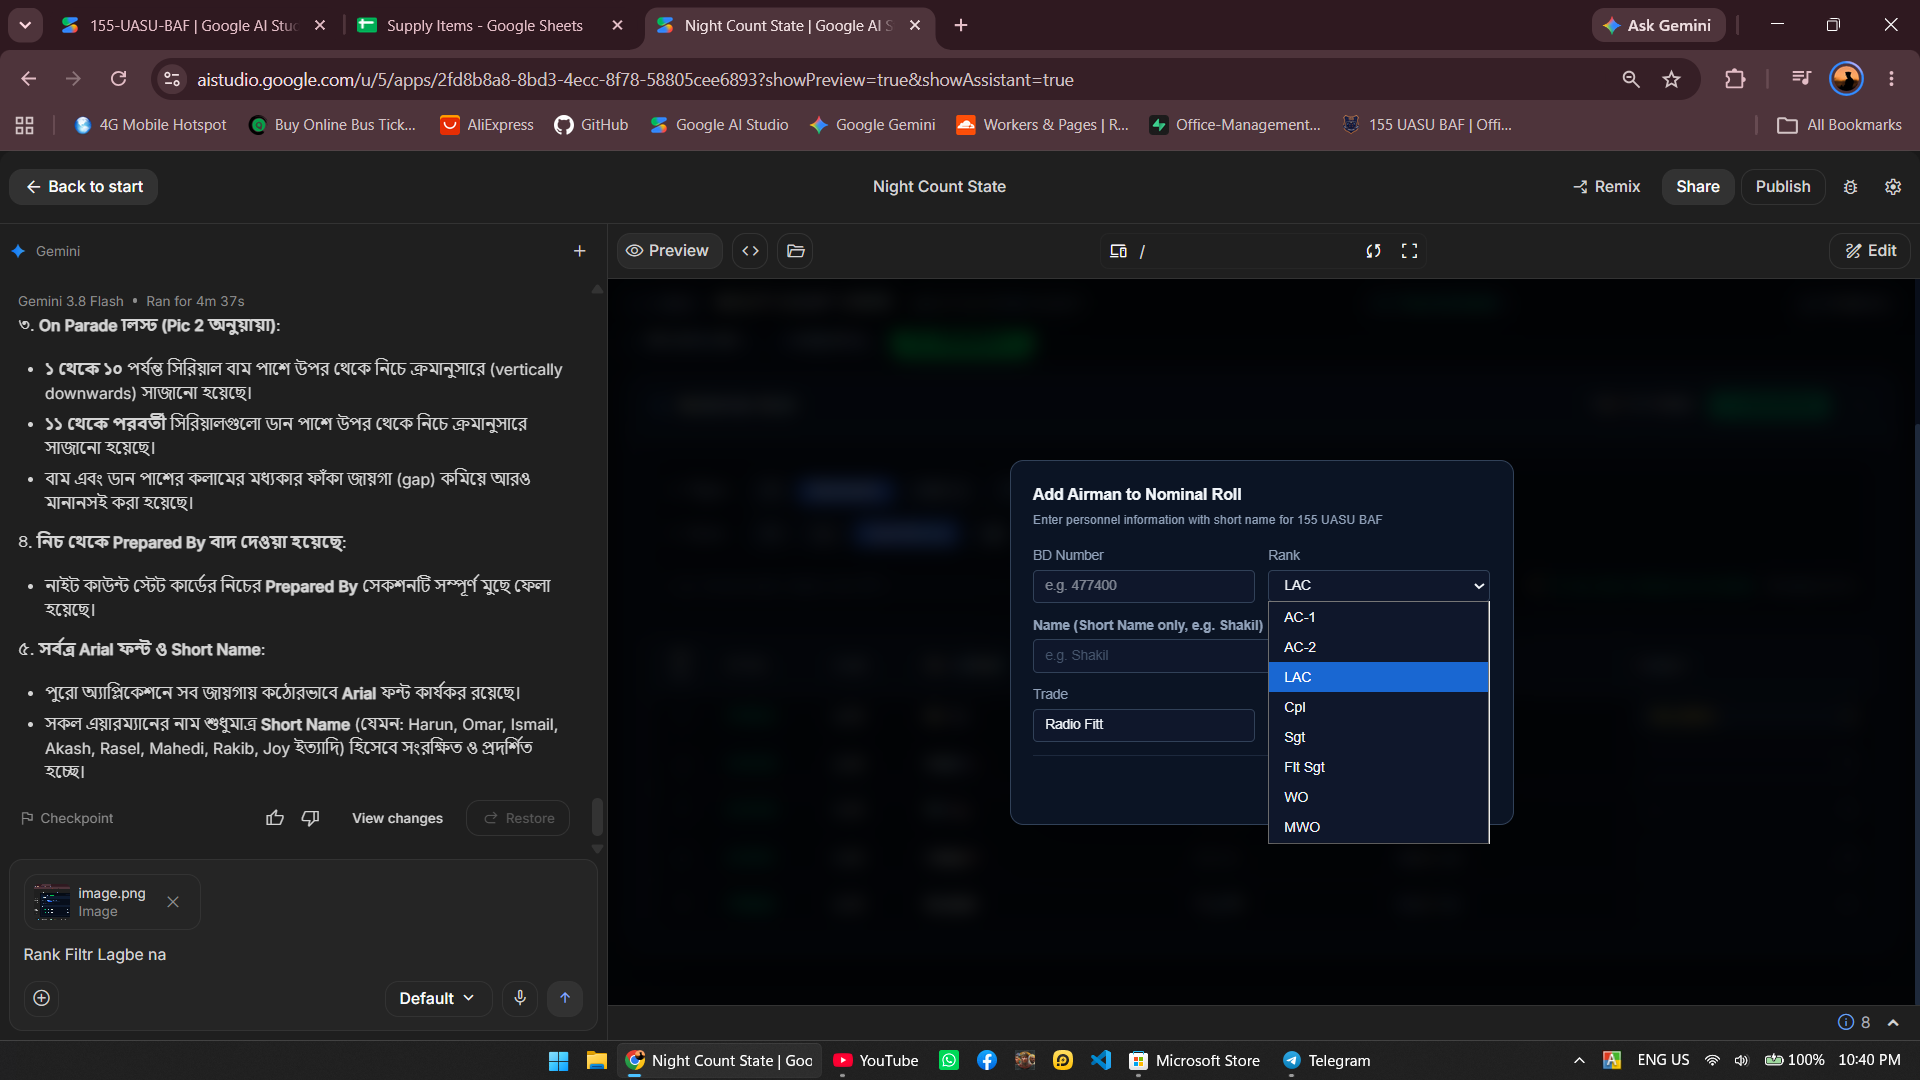 155-UASU-BAF | Google AI Stu
Supply Items - Google Sheets
Night Count State | Google AI S
Ask Gemini
aistudio.google.com/u/5/apps/2fd8b8a8-8bd3-4ecc-8f78-58805cee6893?showPreview=true&showAssistant=true
4G Mobile Hotspot
Buy Online Bus Tick...
AliExpress
GitHub
Google AI Studio
Google Gemini
Workers & Pages | R...
Office-Management...
155 UASU BAF | Offi...
All Bookmarks
Back to start
Night Count State
Remix
Share
Publish
Gemini
Preview
/
Edit
Gemini 3.8 Flash • Ran for 4m 37s
৩. On Parade লিস্ট (Pic 2 অনুযায়ী):
• ১ থেকে ১০ পর্যন্ত সিরিয়াল বাম পাশে উপর থেকে নিচে ক্রমানুসারে (vertically
downwards) সাজানো হয়েছে।
• ১১ থেকে পরবর্তী সিরিয়ালগুলো ডান পাশে উপর থেকে নিচে ক্রমানুসারে
সাজানো হয়েছে।
• বাম এবং ডান পাশের কলামের মধ্যকার ফাঁকা জায়গা (gap) কমিয়ে আরও
মানানসই করা হয়েছে।
৪. নিচ থেকে Prepared By বাদ দেওয়া হয়েছে:
• নাইট কাউন্ট স্টেট কার্ডের নিচের Prepared By সেকশনটি সম্পূর্ণ মুছে ফেলা
হয়েছে।
৫. সর্বত্র Arial ফন্ট ও Short Name:
• পুরো অ্যাপ্লিকেশনে সব জায়গায় কঠোরভাবে Arial ফন্ট কার্যকর রয়েছে।
• সকল এয়ারম্যানের নাম শুধুমাত্র Short Name (যেমন: Harun, Omar, Ismail,
Akash, Rasel, Mahedi, Rakib, Joy ইত্যাদি) হিসেবে সংরক্ষিত ও প্রদর্শিত
হচ্ছে।
Checkpoint
View changes
Restore
image.png
Image
Rank Filtr Lagbe na
Default
Add Airman to Nominal Roll
Enter personnel information with short name for 155 UASU BAF
BD Number
Rank
e.g. 477400
LAC
AC-1
Name (Short Name only, e.g. Shakil)
AC-2
e.g. Shakil
LAC
Trade
Cpl
Radio Fitt
Sgt
Flt Sgt
WO
MWO
8
Night Count State | Goo
YouTube
Microsoft Store
Telegram
ENG US
100%
10:40 PM